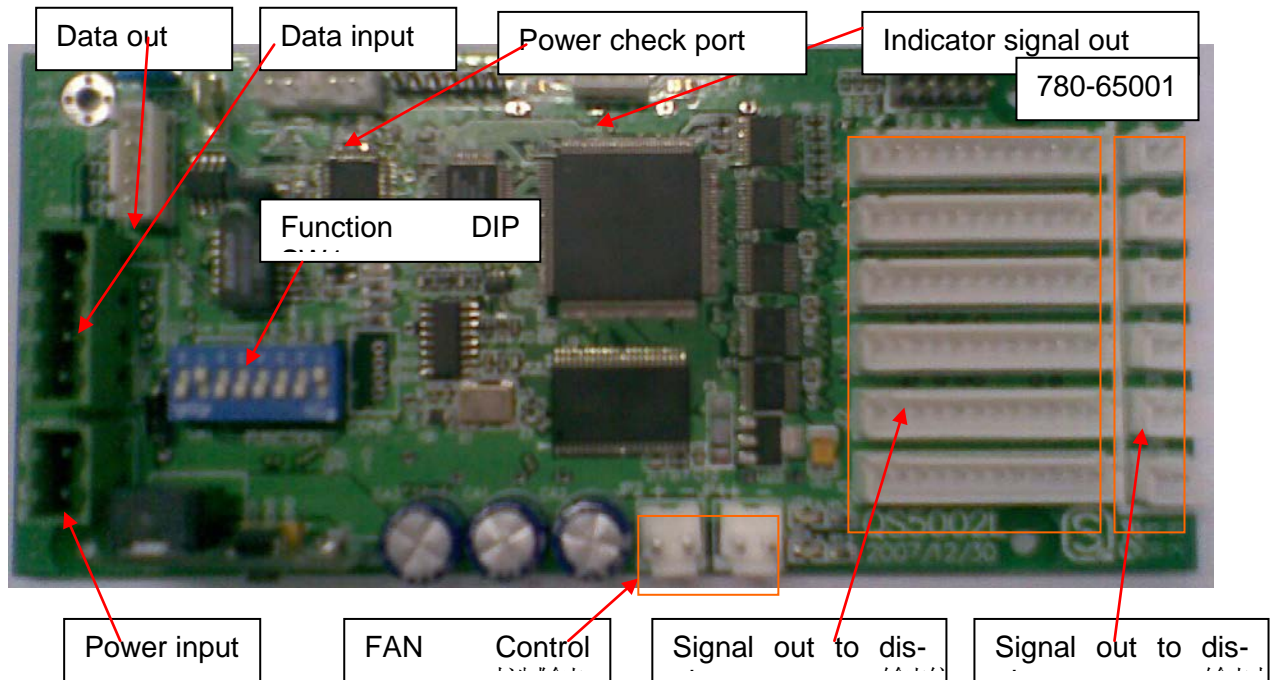 Data out
Data input
Power check port
Indicator signal out
780-65001
Function DIP
DS5002L
2007/12/30
Power input
FAN Control
Signal out to dis-
Signal out to dis-